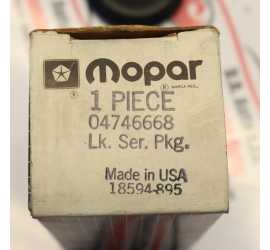 Mopar
1 PIECE
04746668
Lk. Ser. Pkg.
Made in USA
18594-895